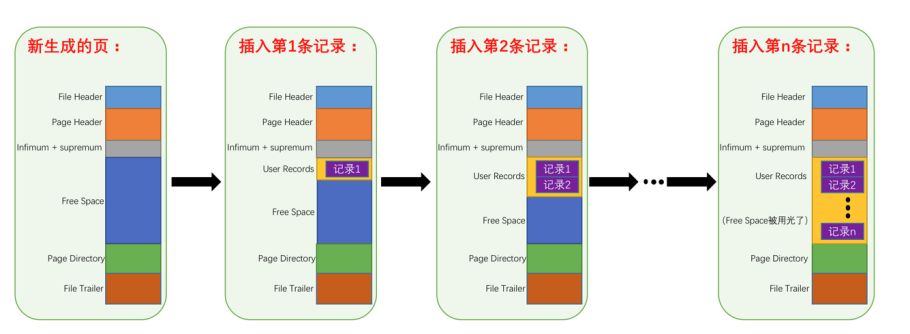 新生成的页：
File Header
Page Header
Infimum + supremum
Free Space
Page Directory
File Trailer
插入第1条记录：
File Header
Page Header
Infimum + supremum
User Records
记录1
Free Space
Page Directory
File Trailer
插入第2条记录：
File Header
Page Header
Infimum + supremum
User Records
记录1
记录2
Free Space
Page Directory
File Trailer
插入第n条记录：
File Header
Page Header
Infimum + supremum
User Records
记录1
记录2
（Free Space被用光了）
记录n
Page Directory
File Trailer